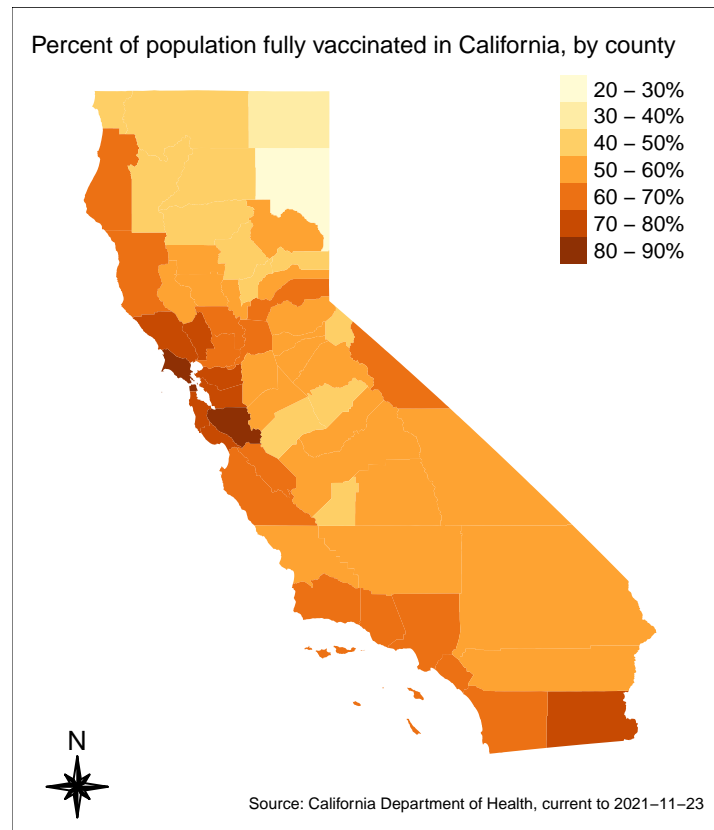 Percent of population fully vaccinated in California, by county
20 − 30%
30 − 40%
40 − 50%
50 − 60%
60 − 70%
70 − 80%
80 − 90%
N
Source: California Department of Health, current to 2021−11−23